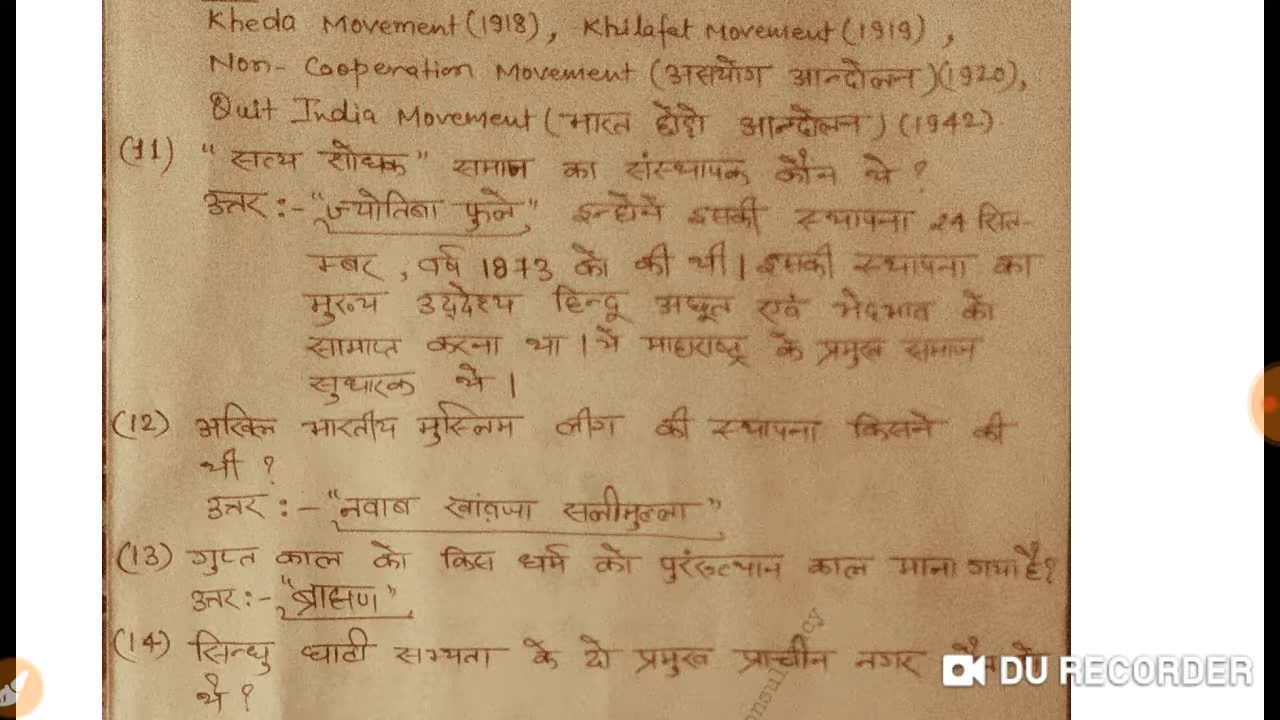 Kheda Movement (1918), Khilafat Movement (1919),
Non-Cooperation Movement (असयोग आन्दोलन) (1920),
Quit India Movement (भारत छोड़ो आन्दोलन) (1942).
(11) "सत्य सोधक" समाज का संस्थापक कौन थे ?
उत्तर :- "ज्योतिबा फुले" इन्होनें इसकी स्थापना 24 सित-
म्बर, वर्ष 1873 को की थी। इसकी स्थापना का
मुख्य उद्देश्य हिन्दू अछूत एवं भेदभाव को
सामाप्त करना था। ये माहाराष्ट्र के प्रमुख समाज
सुधारक थे।
(12) अखिल भारतीय मुस्लिम लीग की स्थापना किसने की
थी ?
उत्तर :- "नवाब खांव़जा सलीमुल्ला"
(13) गुप्त काल को किस धर्म को पुरंरुत्थान काल माना गया है?
उत्तर :- "ब्राह्मण"
(14) सिन्धु घाटी सभ्यता के दो प्रमुख प्राचीन नगर
थे ?
DU RECORDER